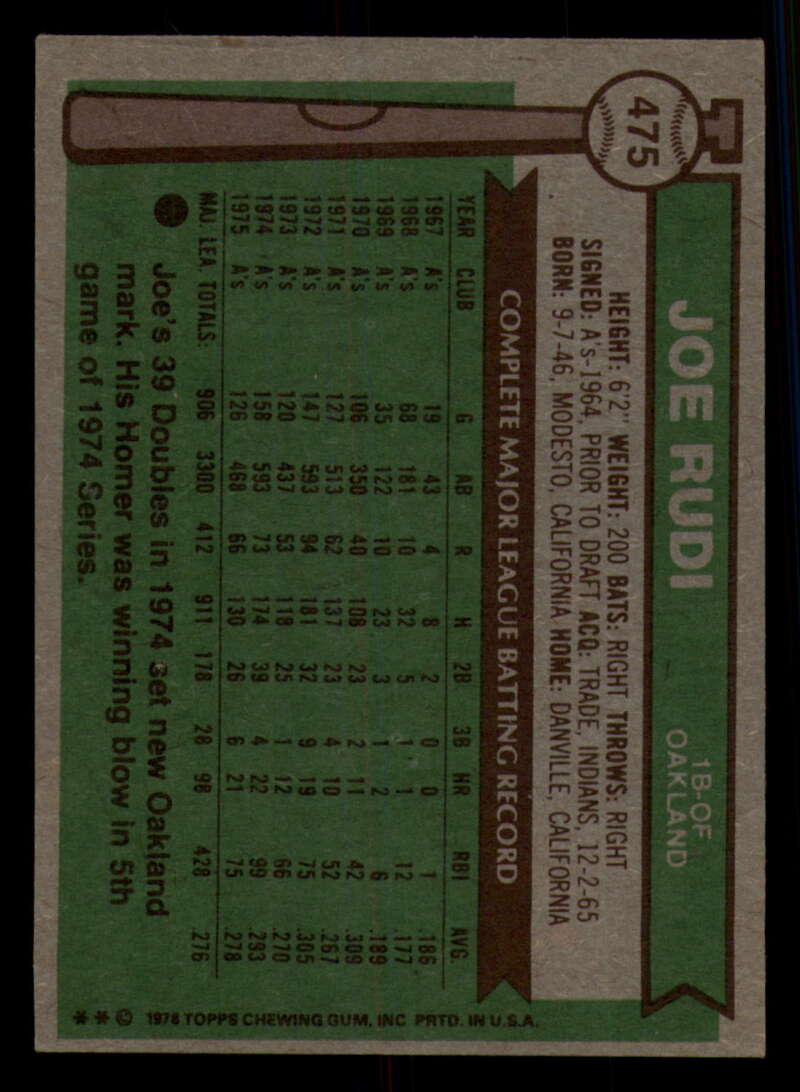 475
T
JOE RUDI
1B-OF
OAKLAND
HEIGHT: 6'2" WEIGHT: 200 BATS: RIGHT THROWS: RIGHT
SIGNED: A's-1964, PRIOR TO DRAFT ACQ: TRADE, INDIANS, 12-2-65
BORN: 9-7-46, MODESTO, CALIFORNIA HOME: DANVILLE, CALIFORNIA
COMPLETE MAJOR LEAGUE BATTING RECORD
YEAR CLUB G AB R H 2B 3B HR RBI AVG.
1967 A's 19 43 4 8 2 0 0 1 .186
1968 A's 68 181 10 32 5 1 1 12 .177
1969 A's 35 122 10 23 3 1 2 6 .189
1970 A's 106 350 40 108 23 2 11 42 .309
1971 A's 127 513 62 137 23 4 10 52 .267
1972 A's 147 593 94 181 32 9 19 75 .305
1973 A's 120 437 53 118 25 1 12 66 .270
1974 A's 158 593 73 174 39 4 22 99 .293
1975 A's 126 468 66 130 26 6 21 75 .278
MAJ. LEA. TOTALS: 906 3300 412 911 178 28 98 428 .276
Joe's 39 Doubles in 1974 set new Oakland
mark. His Homer was winning blow in 5th
game of 1974 Series.
** © 1976 TOPPS CHEWING GUM, INC PRTD. IN U.S.A.